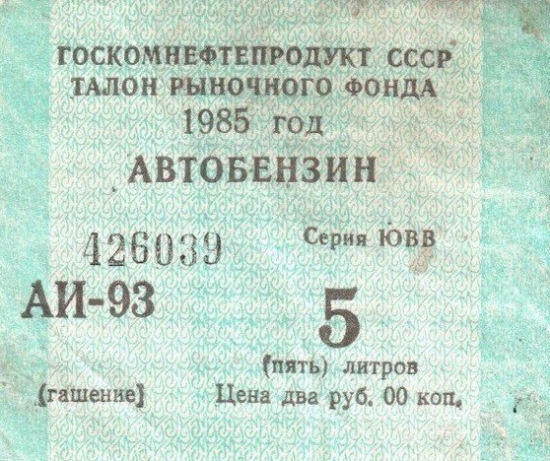 ГОСКОМНЕФТЕПРОДУКТ СССР
ТАЛОН РЫНОЧНОГО ФОНДА
1985 год
АВТОБЕНЗИН
426039
Серия ЮВВ
АИ-93
5
(пять) литров
(гашение)
Цена два руб. 00 коп.